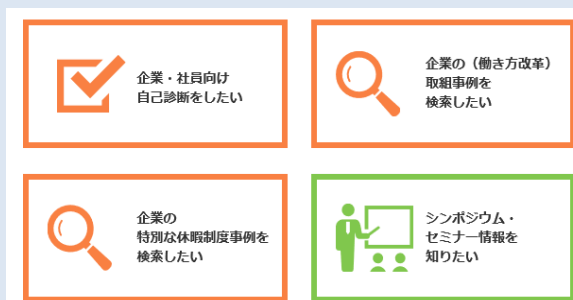 企業・社員向け
自己診断をしたい
企業の（働き方改革）
取組事例を
検索したい
企業の
特別な休暇制度事例を
検索したい
シンポジウム・
セミナー情報を
知りたい